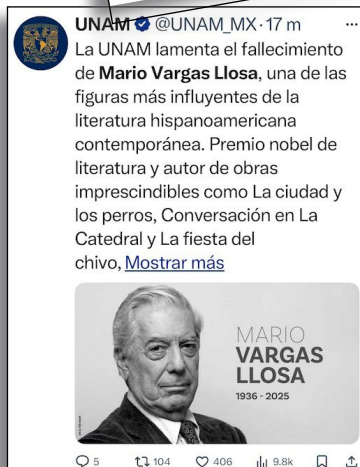 UNAM @UNAM_MX · 17 m
La UNAM lamenta el fallecimiento
de Mario Vargas Llosa, una de las
figuras más influyentes de la
literatura hispanoamericana
contemporánea. Premio nobel de
literatura y autor de obras
imprescindibles como La ciudad y
los perros, Conversación en La
Catedral y La fiesta del
chivo, Mostrar más
MARIO
VARGAS
LLOSA
1936 - 2025
5 104 406 9.8k